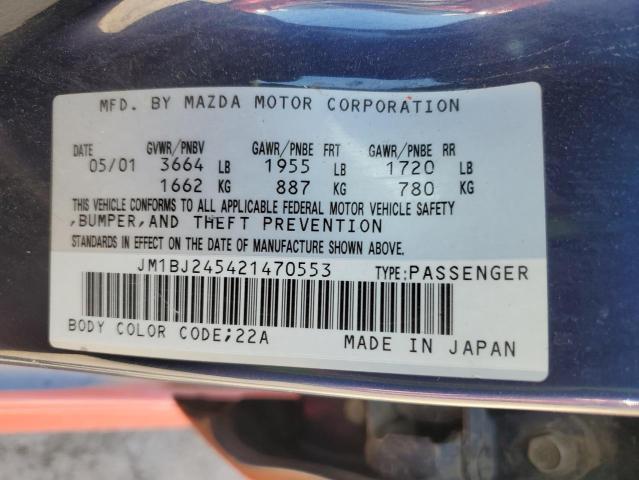 MFD. BY MAZDA MOTOR CORPORATION
DATE GVWR/PNBV GAWR/PNBE FRT GAWR/PNBE RR
05/01 3664 LB 1955 LB 1720 LB
1662 KG 887 KG 780 KG
THIS VEHICLE CONFORMS TO ALL APPLICABLE FEDERAL MOTOR VEHICLE SAFETY
,BUMPER,AND THEFT PREVENTION
STANDARDS IN EFFECT ON THE DATE OF MANUFACTURE SHOWN ABOVE.
JM1BJ245421470553 TYPE:PASSENGER
BODY COLOR CODE;22A MADE IN JAPAN